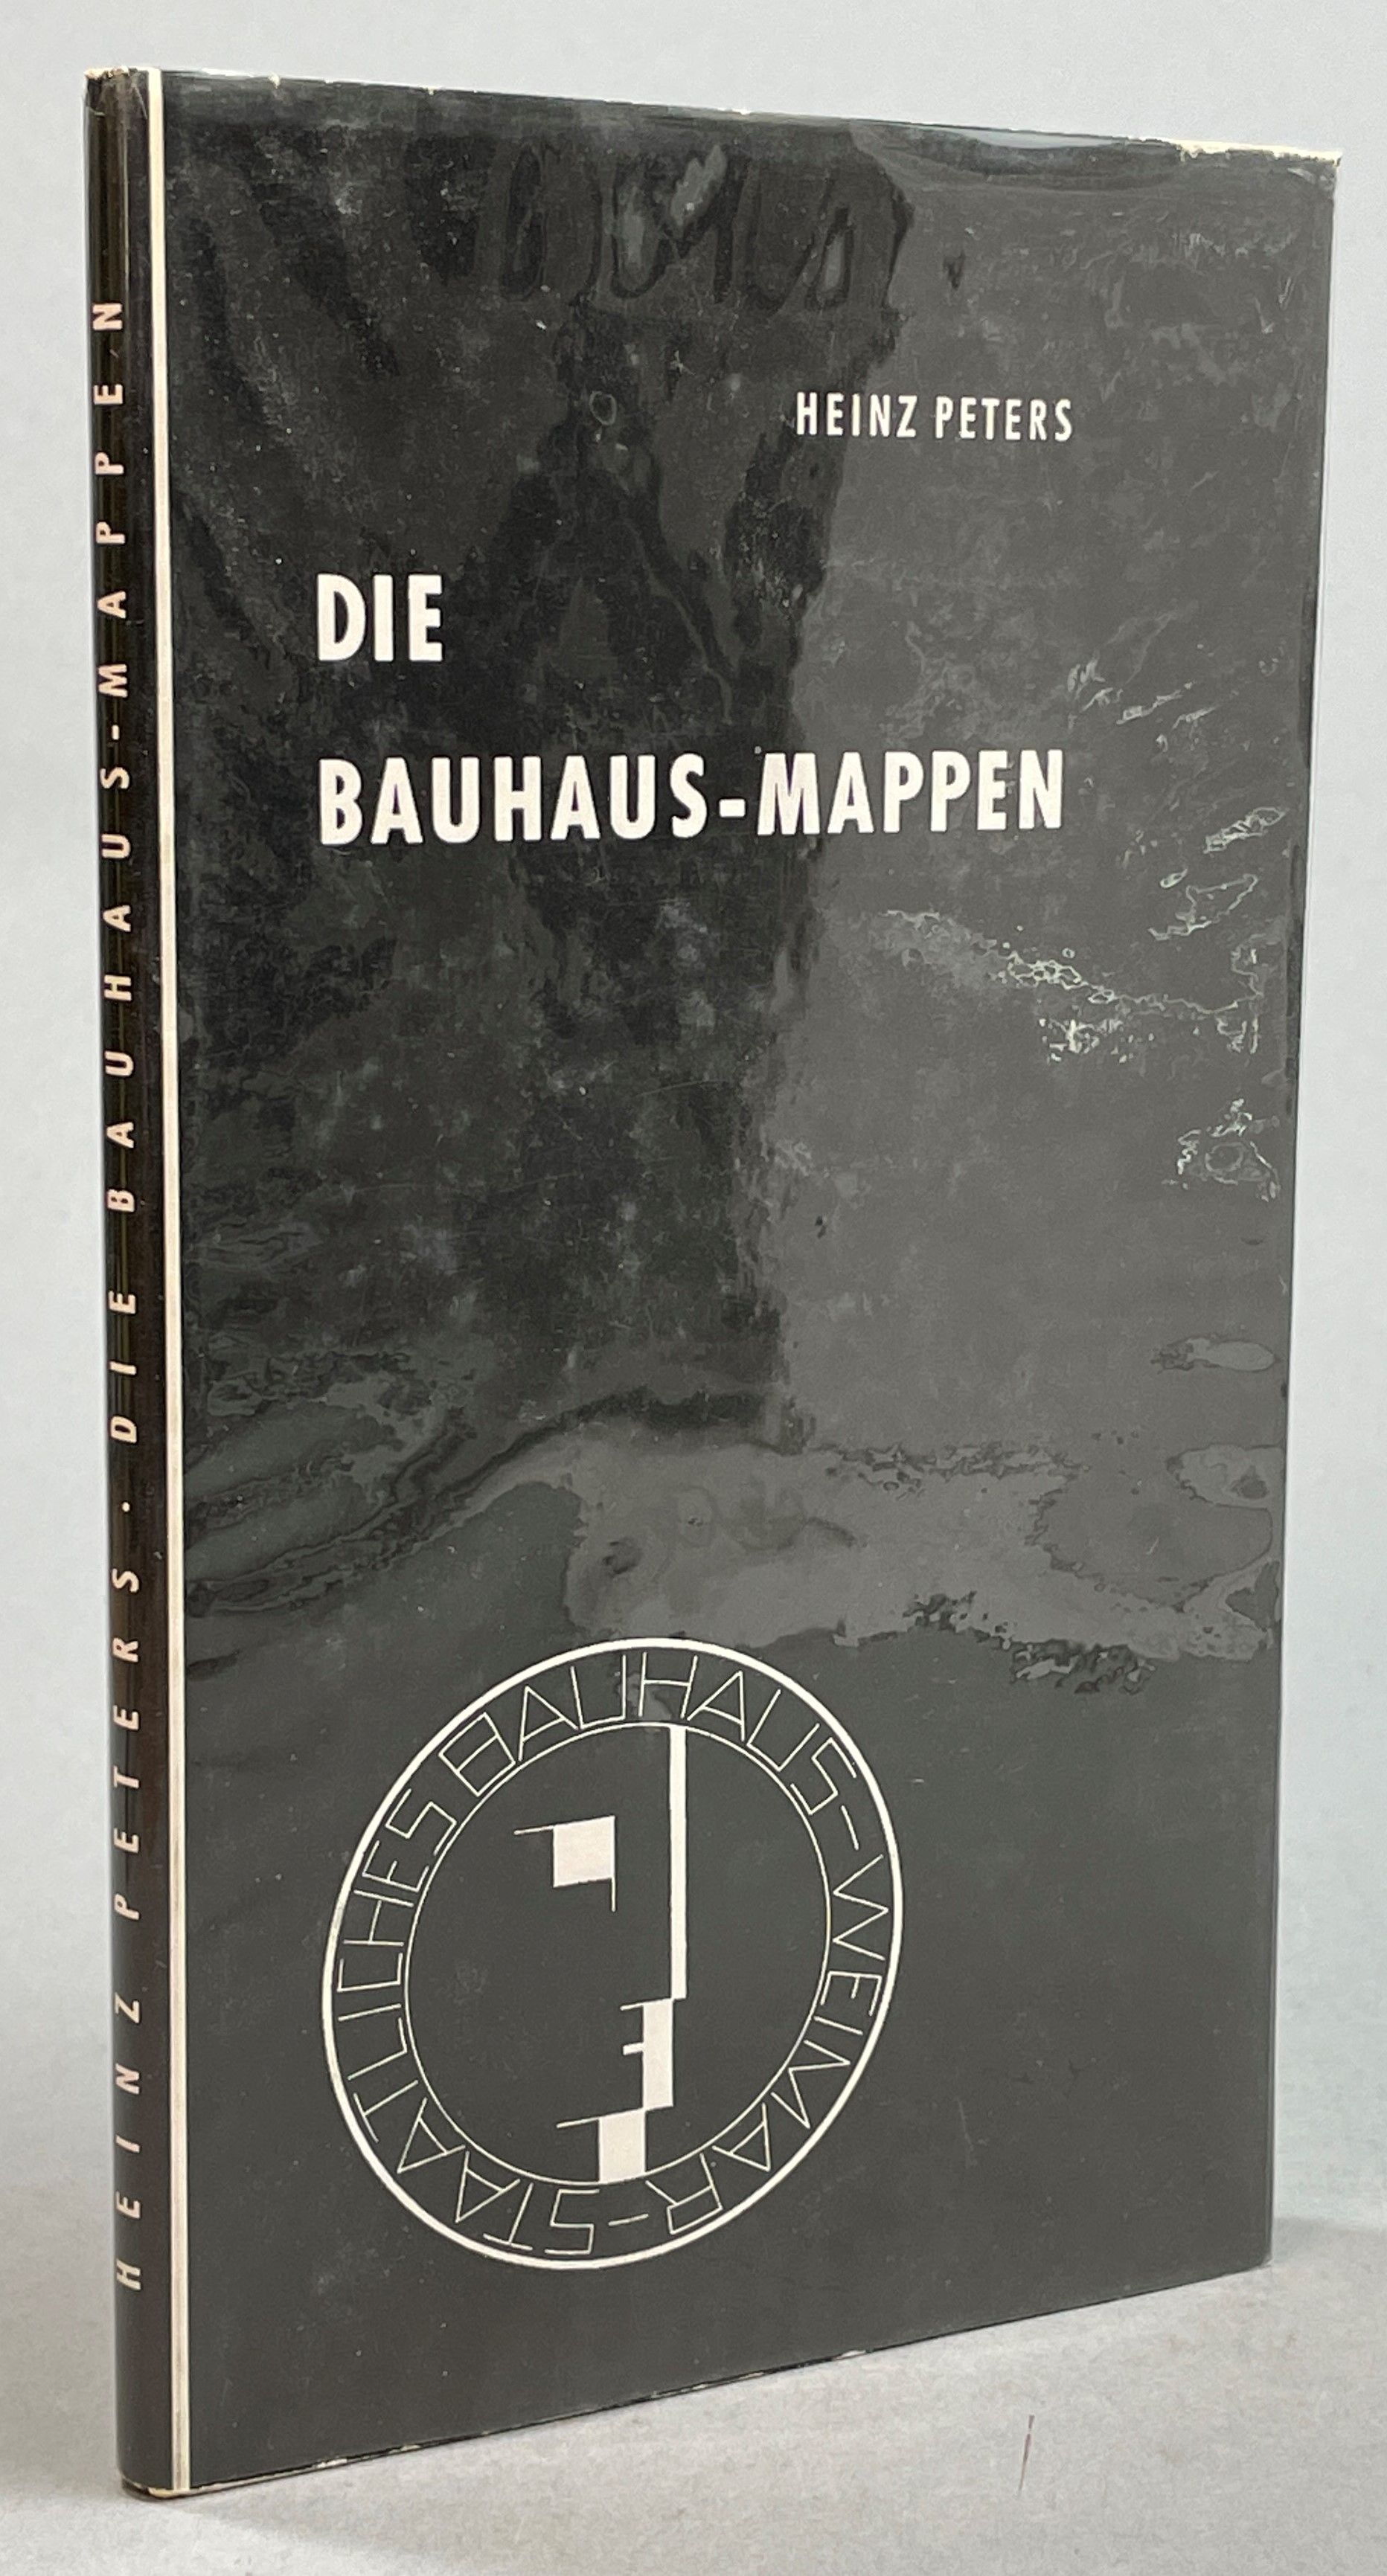 HEINZ PETERS · DIE BAUHAUS-MAPPEN
HEINZ PETERS
DIE
BAUHAUS-MAPPEN
STAATLICHES BAUHAUS-WEIMAR-